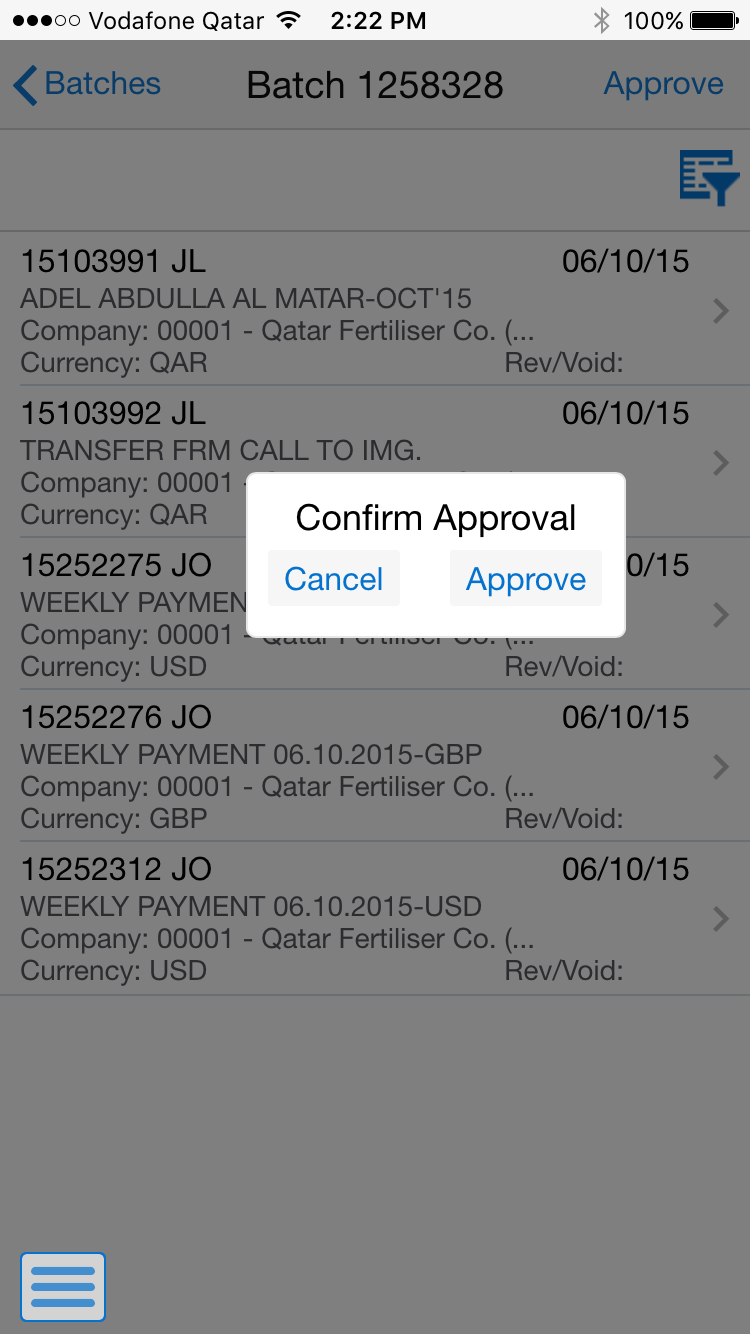 Vodafone Qatar 2:22 PM 100%
Batches Batch 1258328 Approve
15103991 JL 06/10/15
ADEL ABDULLA AL MATAR-OCT'15
Company: 00001 - Qatar Fertiliser Co. (...
Currency: QAR Rev/Void:
15103992 JL 06/10/15
TRANSFER FRM CALL TO IMG.
Company: 00001 -
Currency: QAR
Confirm Approval
Cancel Approve
15252275 JO 0/15
WEEKLY PAYMEN
Company: 00001 - Qatar Fertiliser Co. (...
Currency: USD Rev/Void:
15252276 JO 06/10/15
WEEKLY PAYMENT 06.10.2015-GBP
Company: 00001 - Qatar Fertiliser Co. (...
Currency: GBP Rev/Void:
15252312 JO 06/10/15
WEEKLY PAYMENT 06.10.2015-USD
Company: 00001 - Qatar Fertiliser Co. (...
Currency: USD Rev/Void: